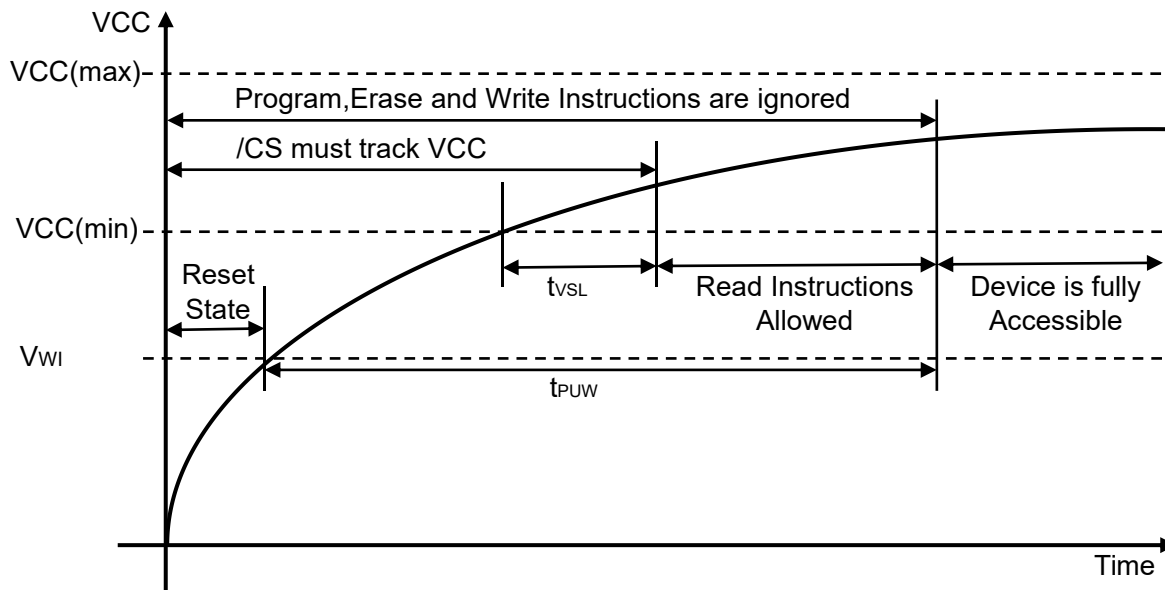 VCC
VCC(max)
Program,Erase and Write Instructions are ignored
/CS must track VCC
VCC(min)
Reset
State
tVSL
Read Instructions
Allowed
Device is fully
Accessible
VWI
tPUW
Time